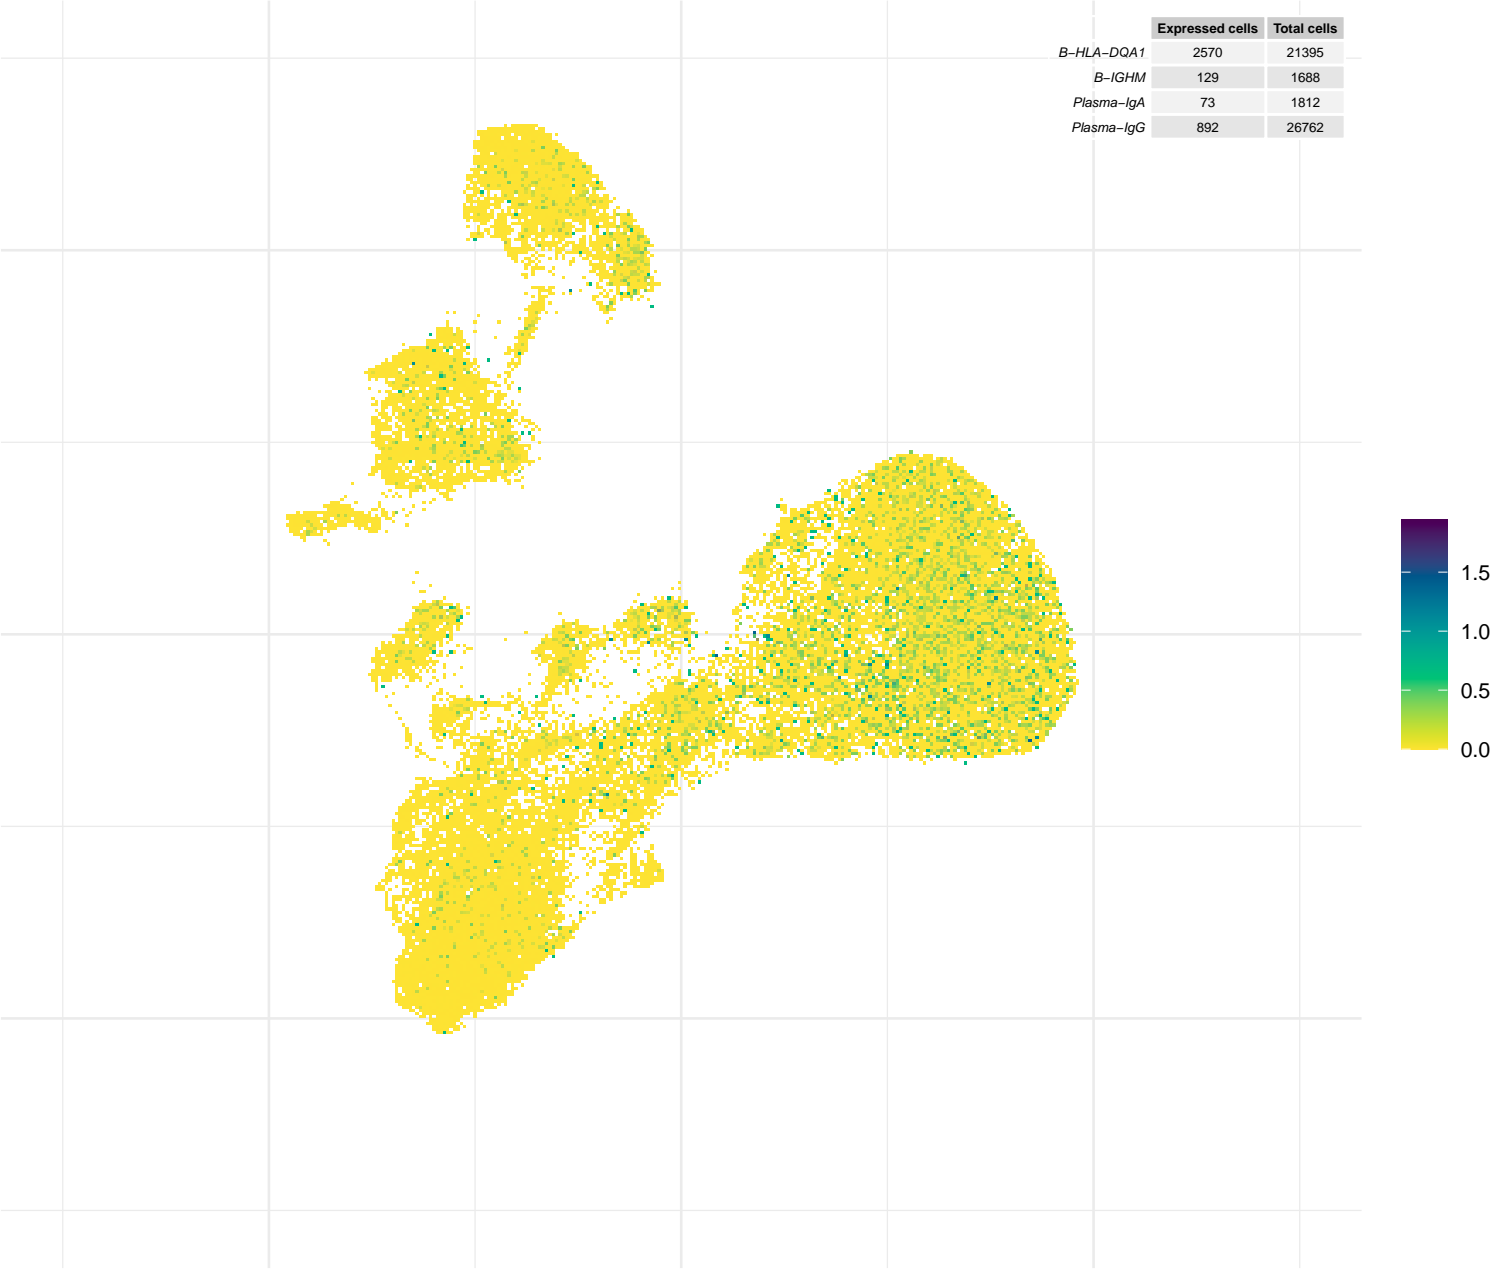 Expressed cells Total cells
B−HLA−DQA1 2570 21395
B−IGHM 129 1688
Plasma−IgA 73 1812
Plasma−IgG 892 26762
1.5
1.0
0.5
0.0